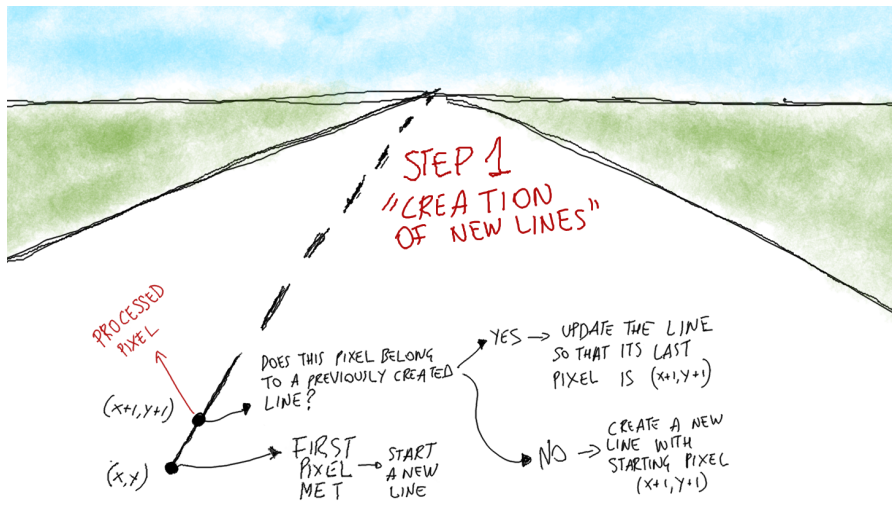 STEP 1
"CREATION
OF NEW LINES"
PROCESSED
PIXEL
(x+1,y+1)
DOES THIS PIXEL BELONG
TO A PREVIOUSLY CREATED
LINE?
YES → UPDATE THE LINE
SO THAT ITS LAST
PIXEL IS (x+1,y+1)
NO → CREATE A NEW
LINE WITH
STARTING PIXEL
(x+1,y+1)
(x,y)
FIRST
PIXEL
MET
START
A NEW
LINE